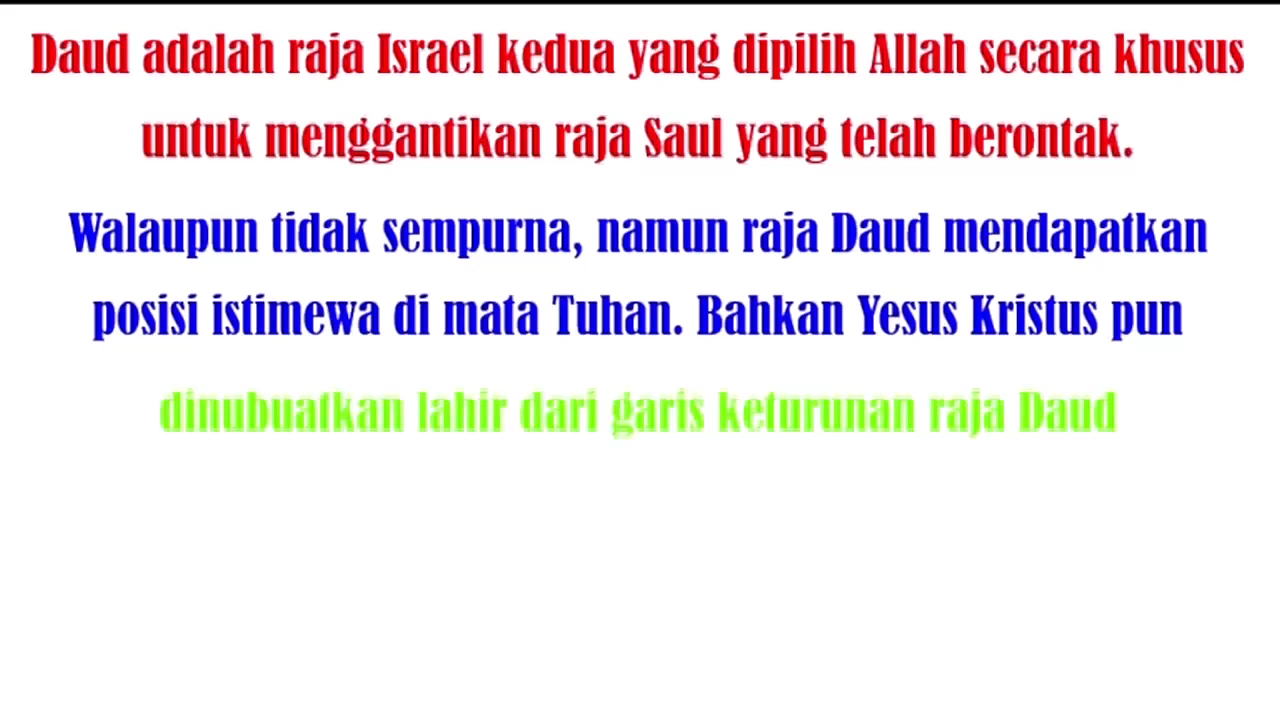 Daud adalah raja Israel kedua yang dipilih Allah secara khusus
untuk menggantikan raja Saul yang telah berontak.
Walaupun tidak sempurna, namun raja Daud mendapatkan
posisi istimewa di mata Tuhan. Bahkan Yesus Kristus pun
dinubuatkan lahir dari garis keturunan raja Daud